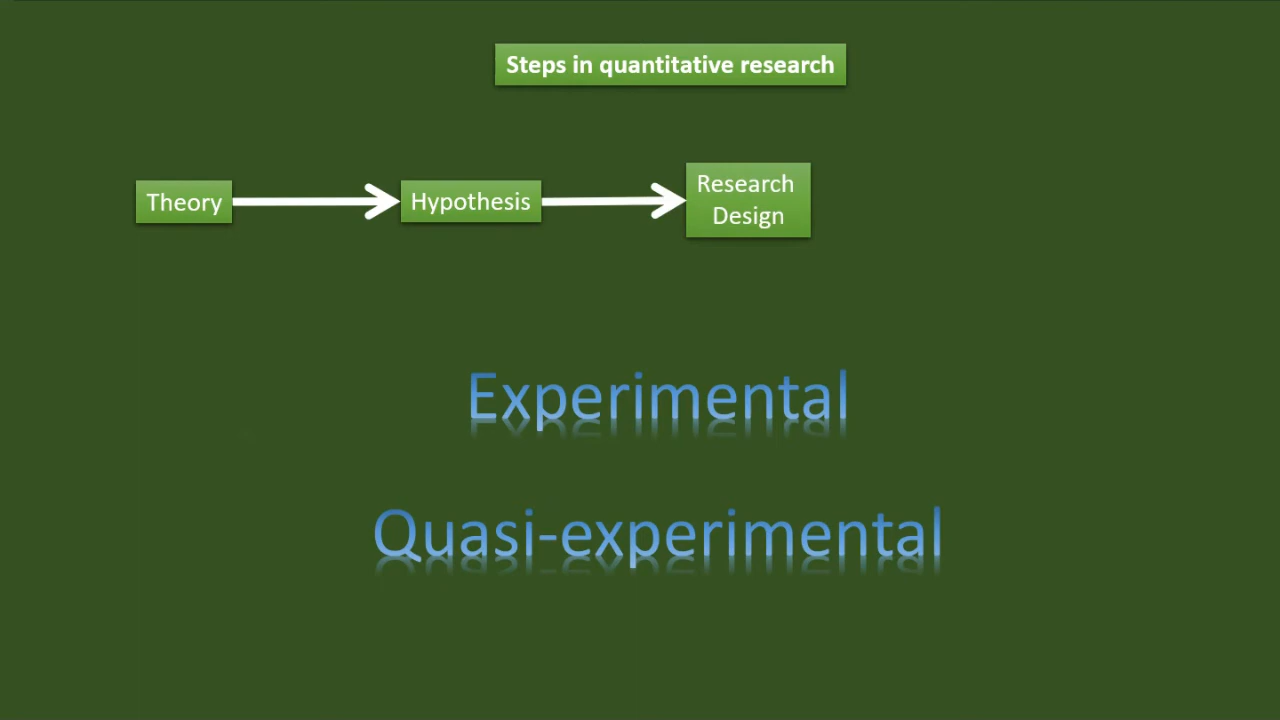 Steps in quantitative research
Theory
Hypothesis
Research
Design
Experimental
Quasi-experimental